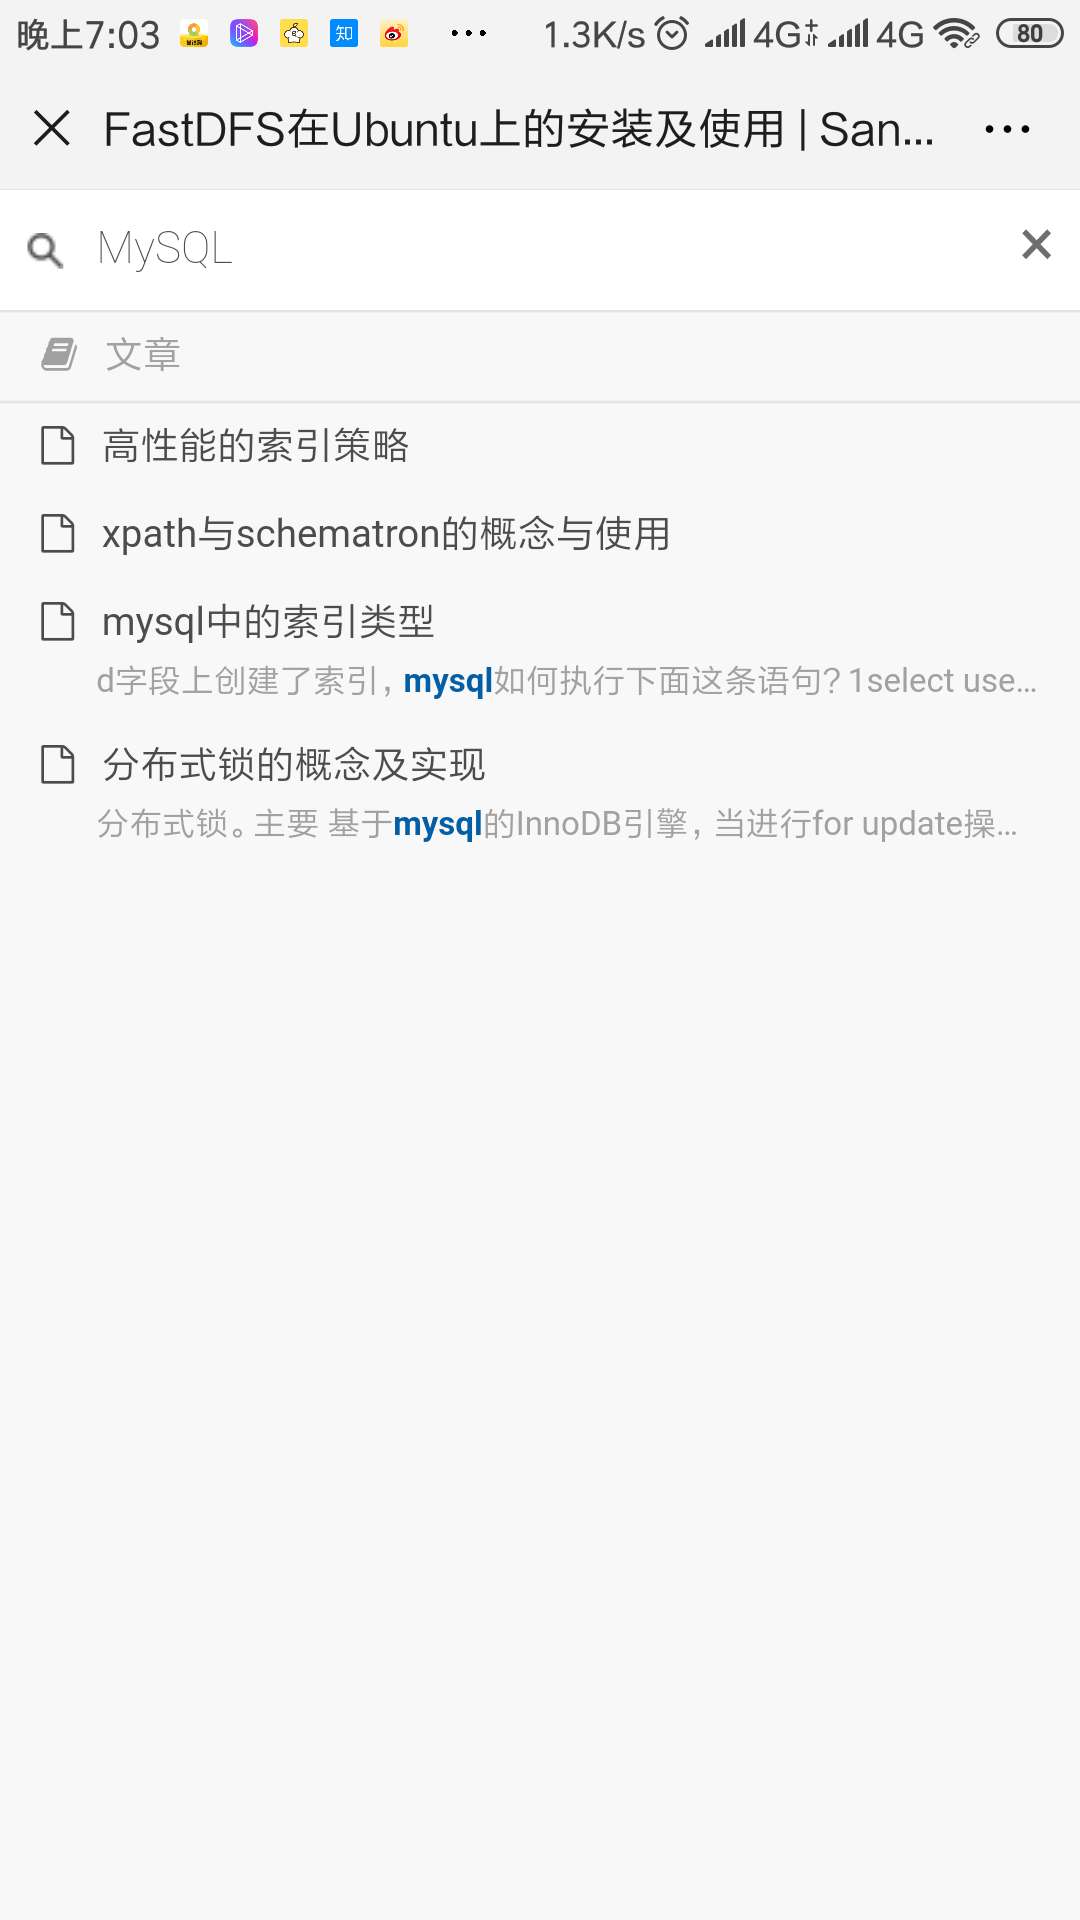 晚上7:03 知 1.3K/s 4G 4G 80
FastDFS在Ubuntu上的安装及使用 | San...
MySQL
文章
高性能的索引策略
xpath与schematron的概念与使用
mysql中的索引类型
d字段上创建了索引，mysql如何执行下面这条语句？1select use...
分布式锁的概念及实现
分布式锁。主要 基于mysql的InnoDB引擎，当进行for update操...